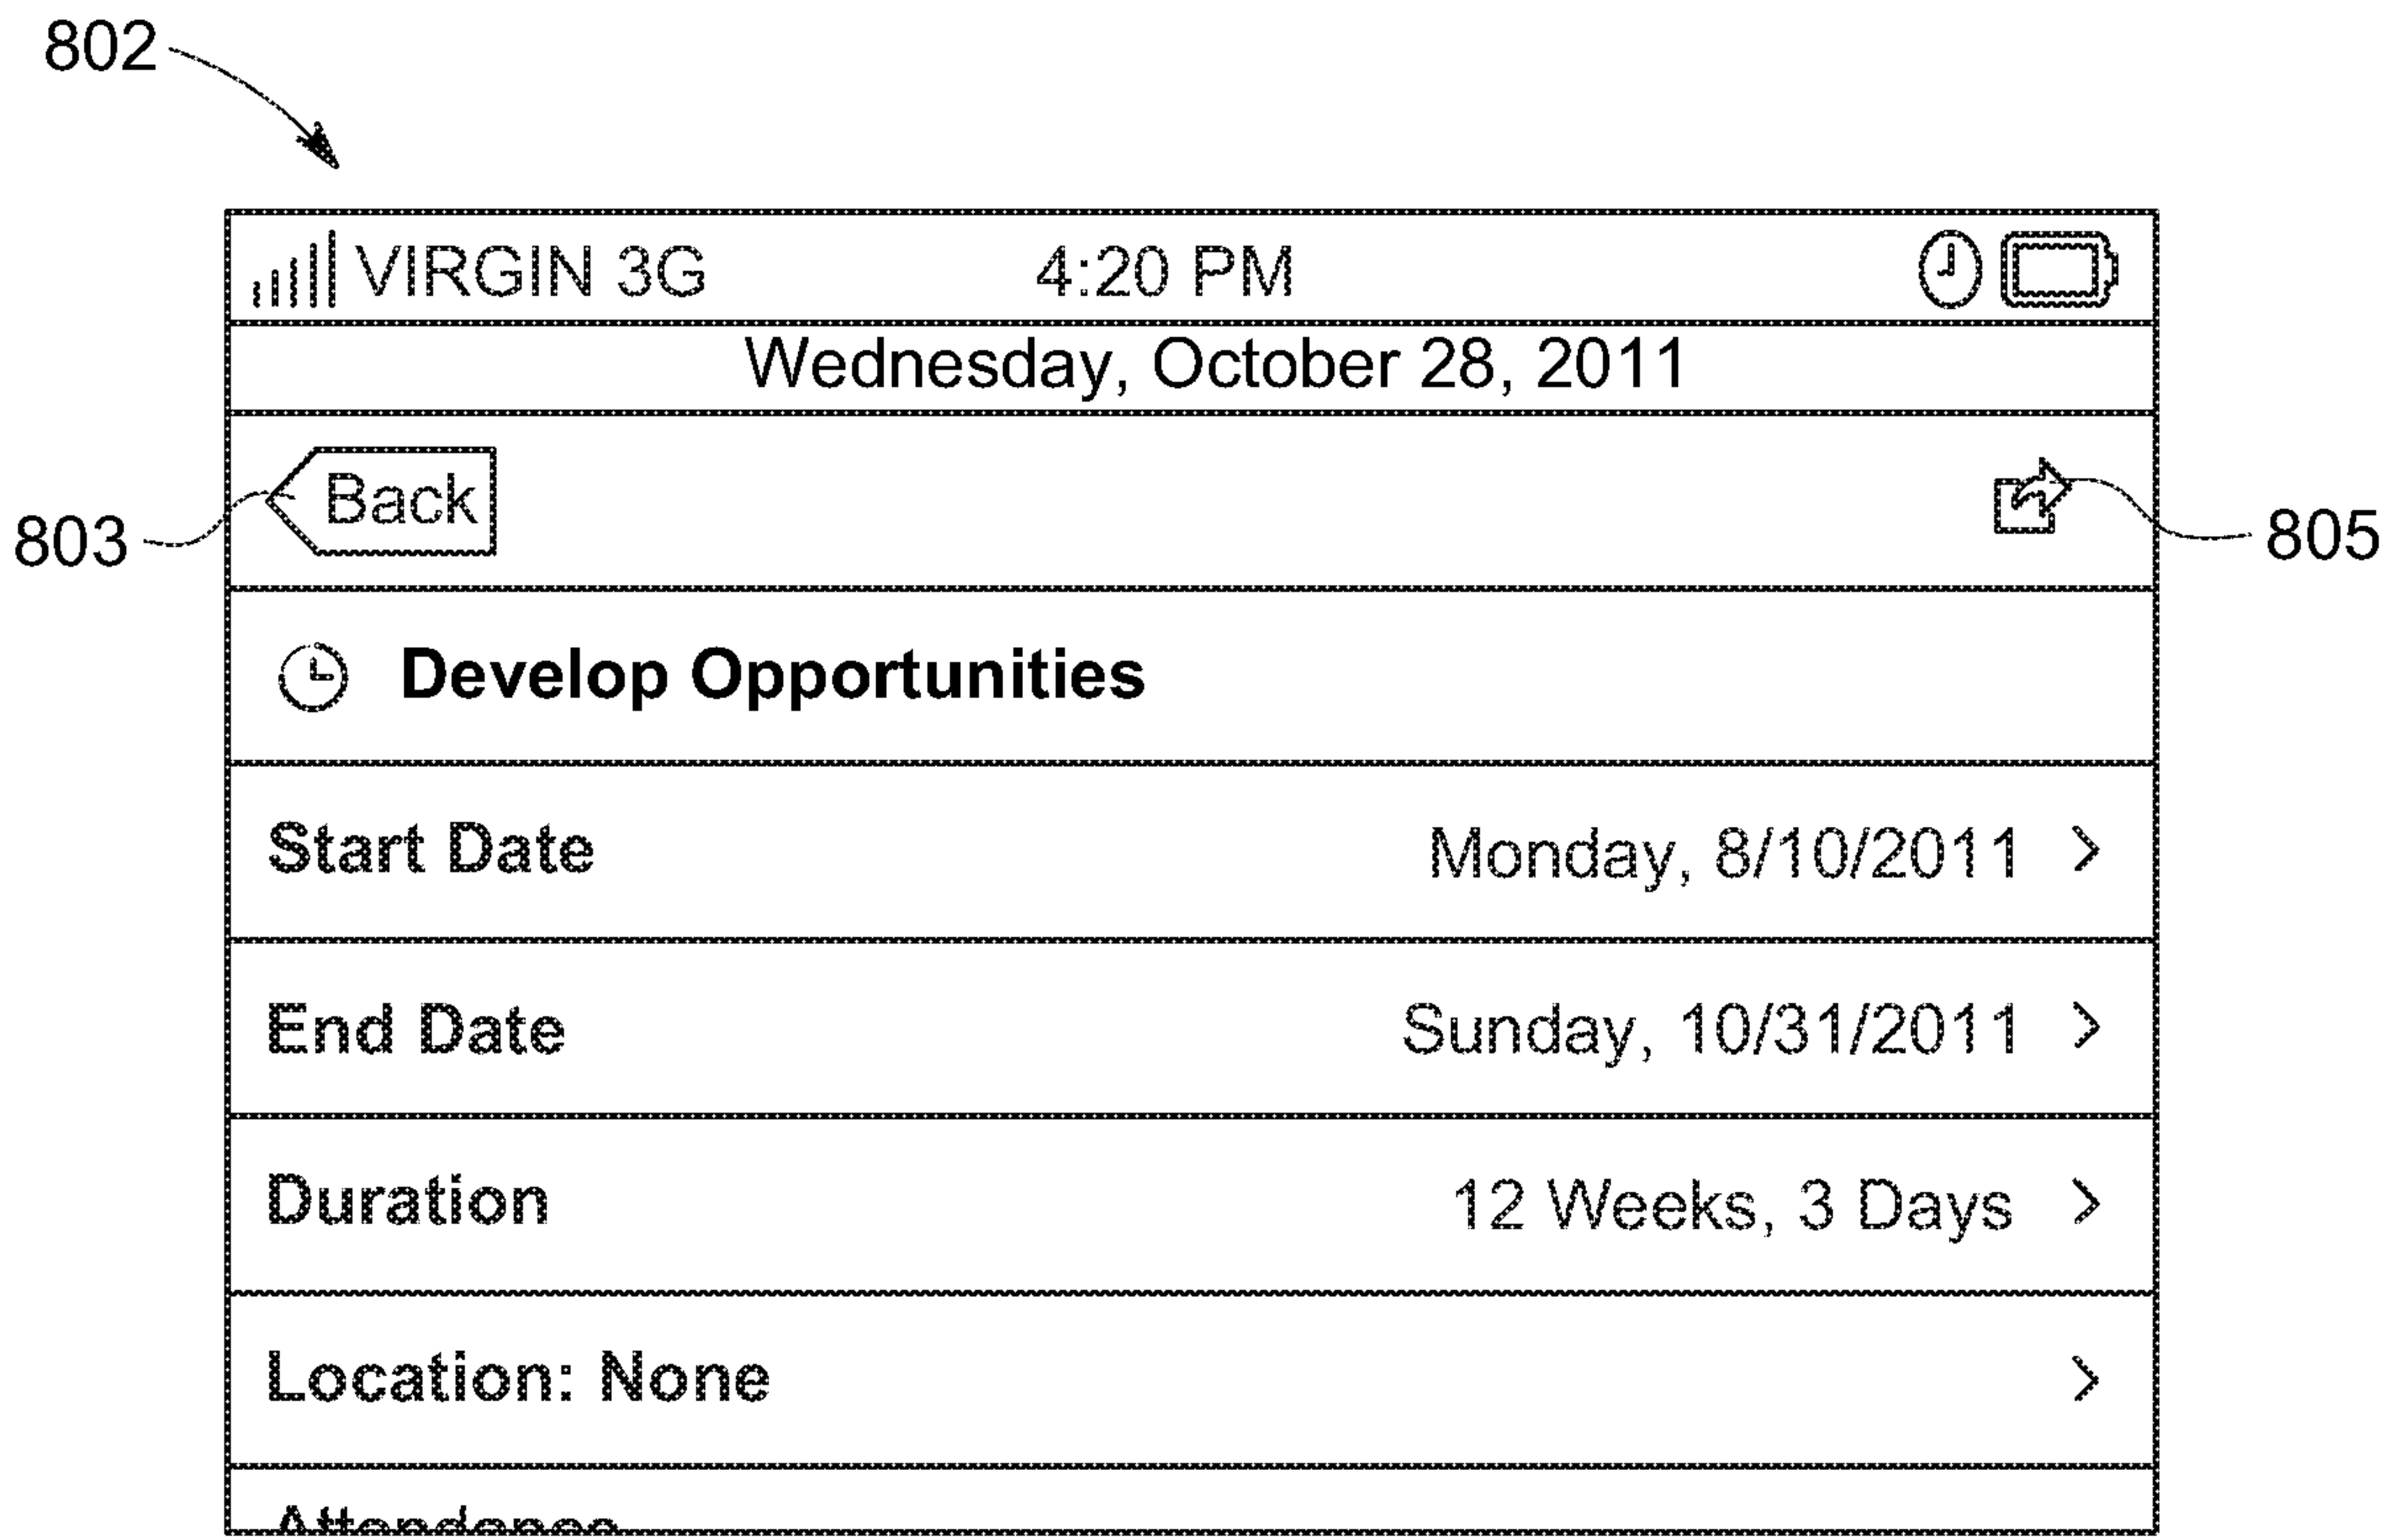 802
VIRGIN 3G 4:20 PM
Wednesday, October 28, 2011
Back
803
805
Develop Opportunities
Start Date Monday, 8/10/2011 >
End Date Sunday, 10/31/2011 >
Duration 12 Weeks, 3 Days >
Location: None >